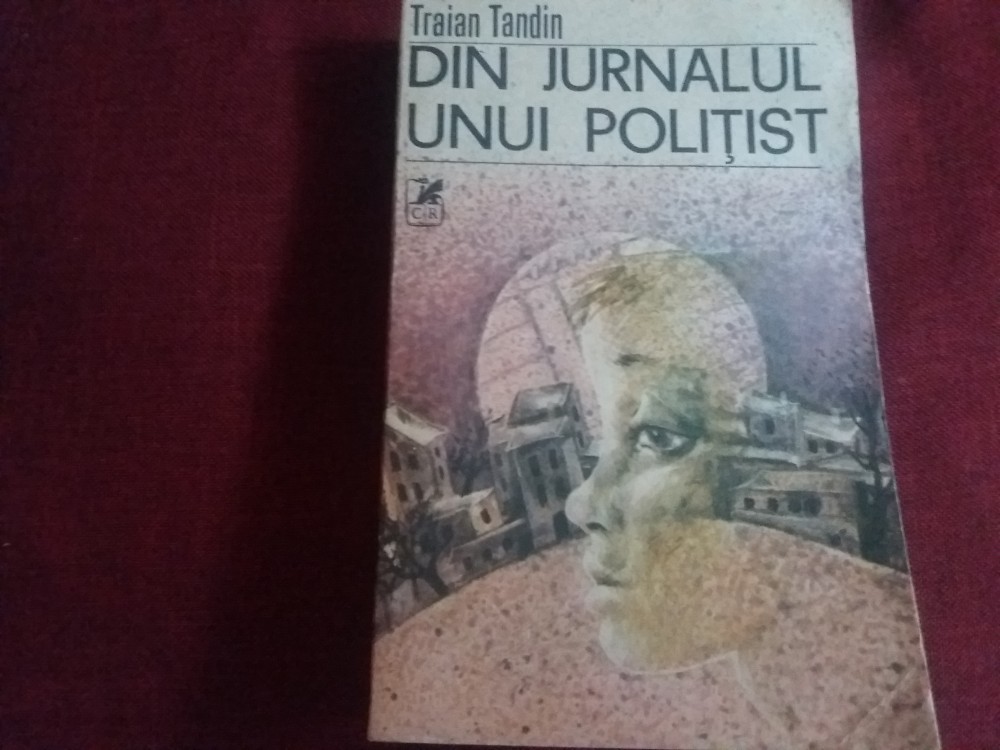 Traian Tandin
DIN JURNALUL
UNUI POLIȚIST
CR